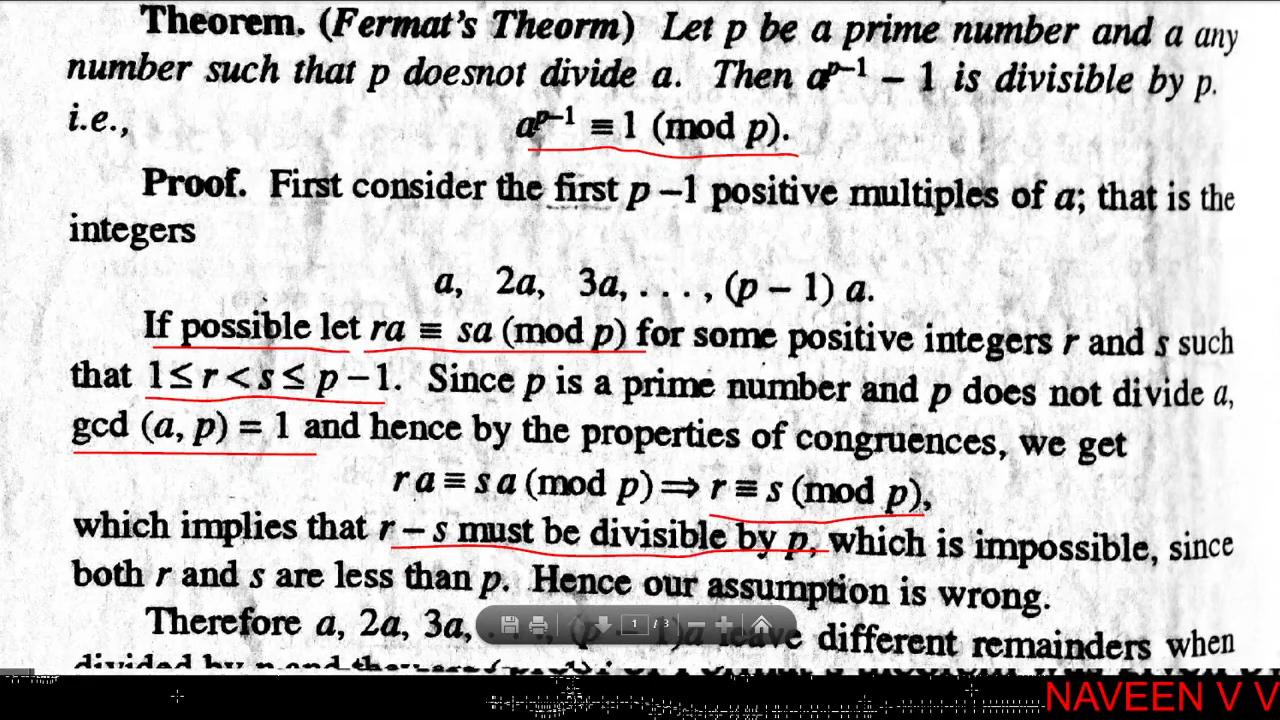 Theorem. (Fermat's Theorm) Let p be a prime number and a any
number such that p doesnot divide a. Then a^{p-1} − 1 is divisible by p.
i.e., a^{p-1} ≡ 1 (mod p).
Proof. First consider the first p −1 positive multiples of a; that is the
integers
a, 2a, 3a, . . . , (p − 1) a.
If possible let ra ≡ sa (mod p) for some positive integers r and s such
that 1 ≤ r < s ≤ p − 1. Since p is a prime number and p does not divide a,
gcd (a, p) = 1 and hence by the properties of congruences, we get
r a ≡ s a (mod p) ⇒ r ≡ s (mod p),
which implies that r − s must be divisible by p, which is impossible, since
both r and s are less than p. Hence our assumption is wrong.
Therefore a, 2a, 3a, . . . , (p − 1)a leave different remainders when
1 / 3
divided by p and
NAVEEN V V